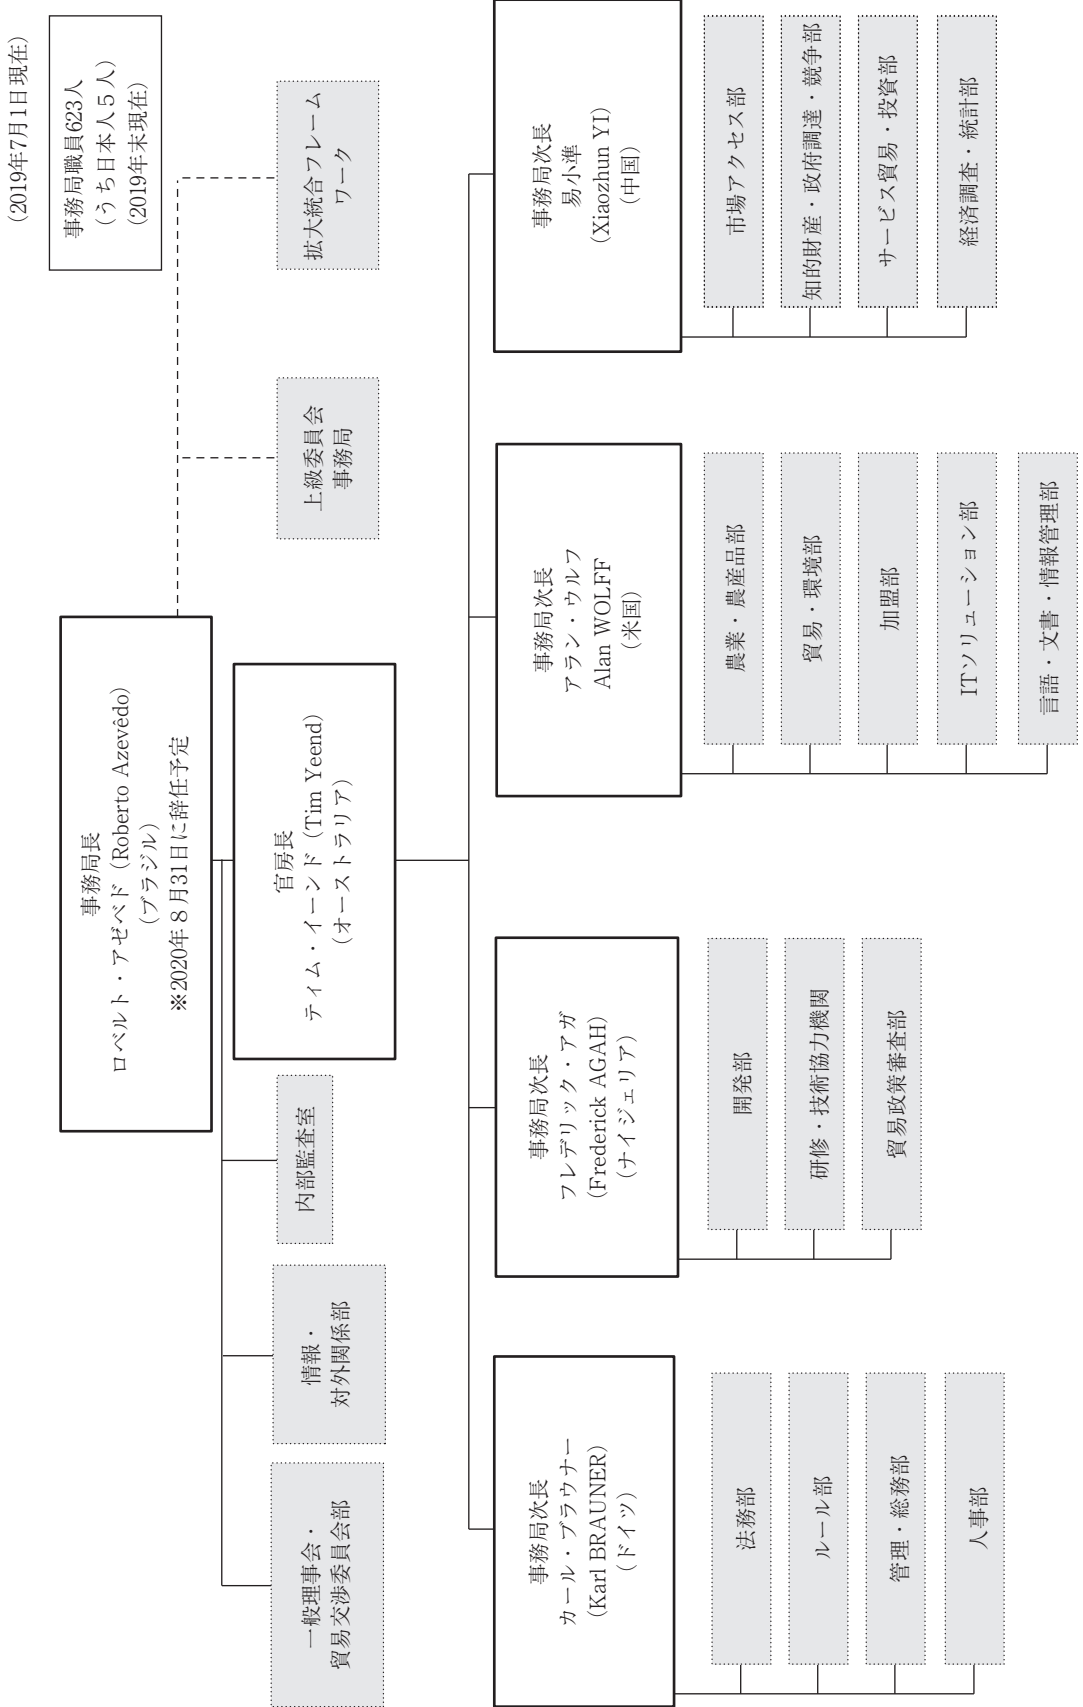 (2019年7月1日現在)
事務局職員623人
(うち日本人5人)
(2019年末現在)
事務局長
ロベルト・アゼベド (Roberto Azevêdo)
(ブラジル)
※2020年8月31日に辞任予定
官房長
ティム・イーンド (Tim Yeend)
(オーストラリア)
一般理事会・
貿易交渉委員会部
情報・
対外関係部
内部監査室
上級委員会
事務局
拡大統合フレーム
ワーク
事務局次長
カール・ブラウナー
(Karl BRAUNER)
(ドイツ)
法務部
ルール部
管理・総務部
人事部
事務局次長
フレデリック・アガ
(Frederick AGAH)
(ナイジェリア)
開発部
研修・技術協力機関
貿易政策審査部
事務局次長
アラン・ウルフ
Alan WOLFF
(米国)
農業・農産品部
貿易・環境部
加盟部
ITソリューション部
言語・文書・情報管理部
事務局次長
易小準
(Xiaozhun YI)
(中国)
市場アクセス部
知的財産・政府調達・競争部
サービス貿易・投資部
経済調査・統計部